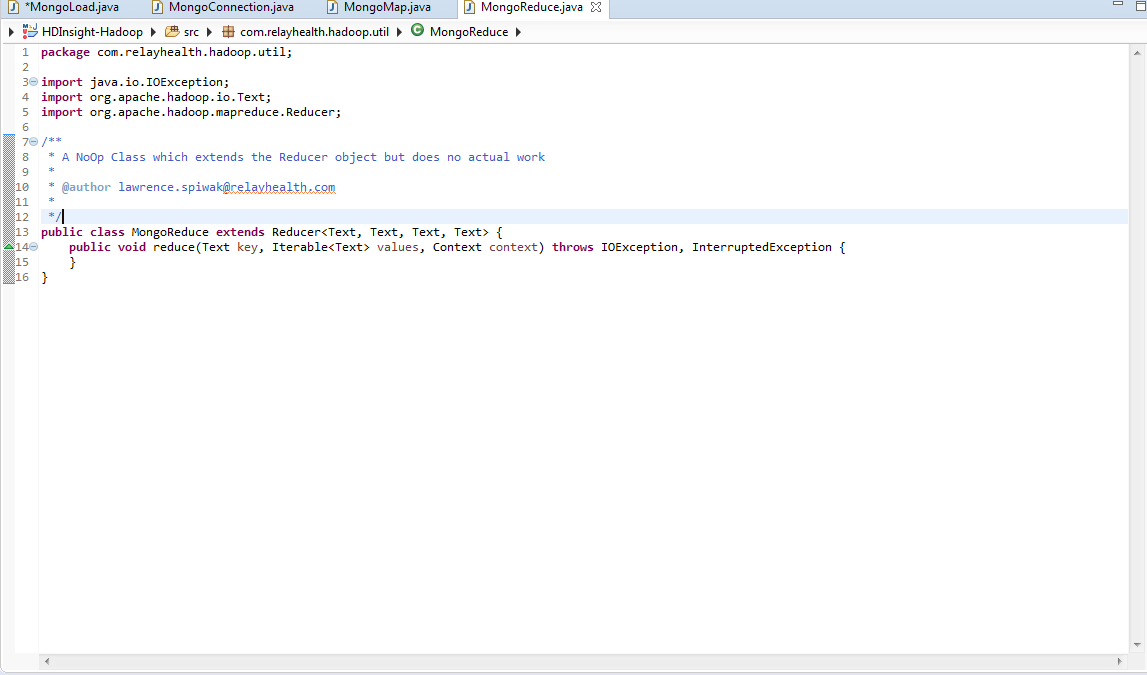 *MongoLoad.java MongoConnection.java MongoMap.java MongoReduce.java
HDInsight-Hadoop src com.relayhealth.hadoop.util MongoReduce
1 package com.relayhealth.hadoop.util;
2
3 import java.io.IOException;
4 import org.apache.hadoop.io.Text;
5 import org.apache.hadoop.mapreduce.Reducer;
6
7 /**
8  * A NoOp Class which extends the Reducer object but does no actual work
9  *
10  * @author lawrence.spiwak@relayhealth.com
11  *
12  */
13 public class MongoReduce extends Reducer<Text, Text, Text, Text> {
14     public void reduce(Text key, Iterable<Text> values, Context context) throws IOException, InterruptedException {
15     }
16 }